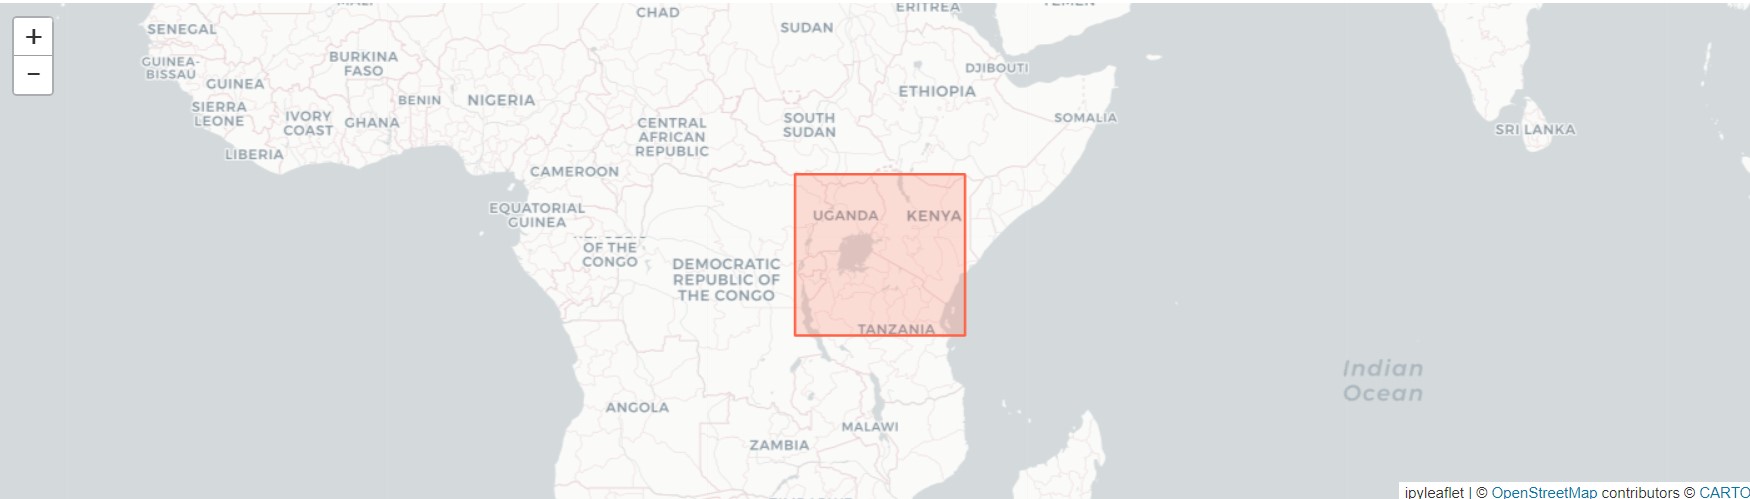 +
−
MALI
CHAD
ERITREA
YEMEN
SENEGAL
SUDAN
GUINEA-
BISSAU
BURKINA
FASO
DJIBOUTI
GUINEA
BENIN
NIGERIA
ETHIOPIA
SIERRA
LEONE
IVORY
COAST
GHANA
CENTRAL
AFRICAN
REPUBLIC
SOUTH
SUDAN
SOMALIA
SRI LANKA
LIBERIA
CAMEROON
EQUATORIAL
GUINEA
UGANDA
KENYA
OF THE
CONGO
DEMOCRATIC
REPUBLIC OF
THE CONGO
TANZANIA
Indian
Ocean
ANGOLA
MALAWI
ZAMBIA
ipyleaflet | © OpenStreetMap contributors © CARTO